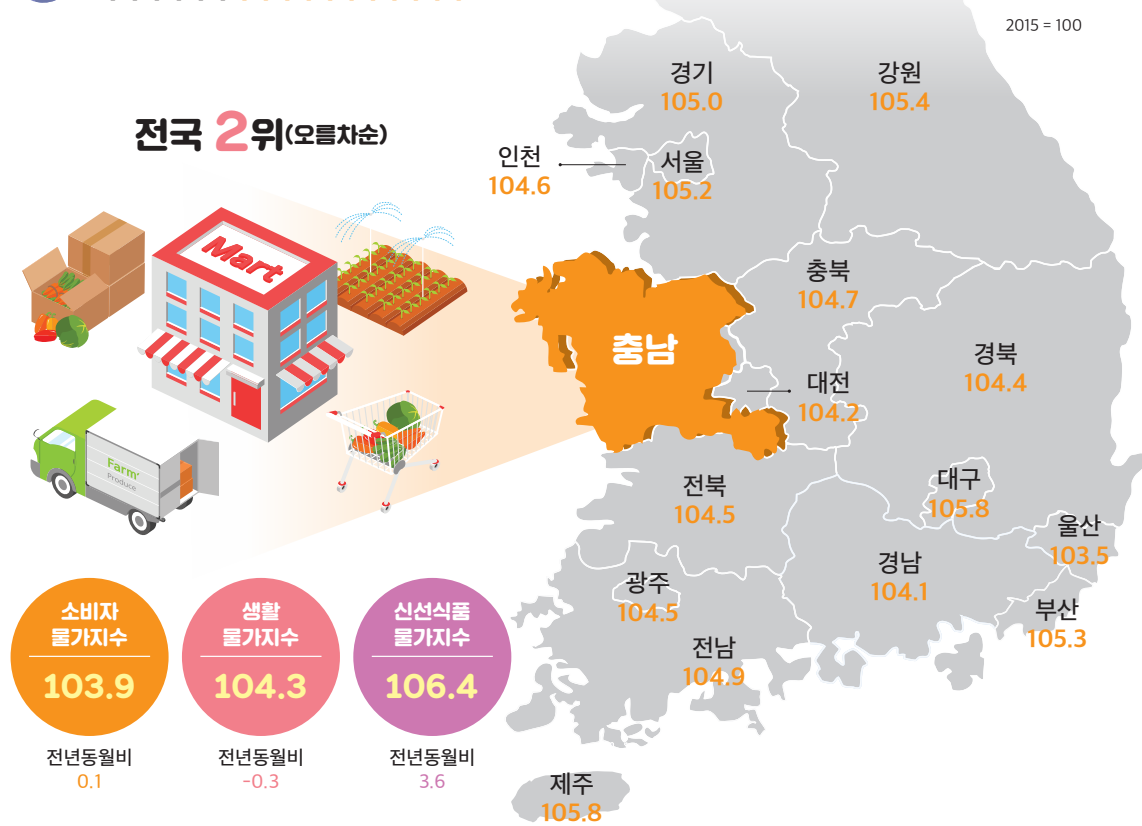 2015 = 100
전국 2위(오름차순)
경기
105.0
강원
105.4
인천
104.6
서울
105.2
Mart
충북
104.7
충남
경북
104.4
대전
104.2
Farm'
Produce
전북
104.5
대구
105.8
울산
103.5
경남
104.1
광주
104.5
부산
105.3
전남
104.9
제주
105.8
소비자
물가지수
103.9
전년동월비
0.1
생활
물가지수
104.3
전년동월비
-0.3
신선식품
물가지수
106.4
전년동월비
3.6